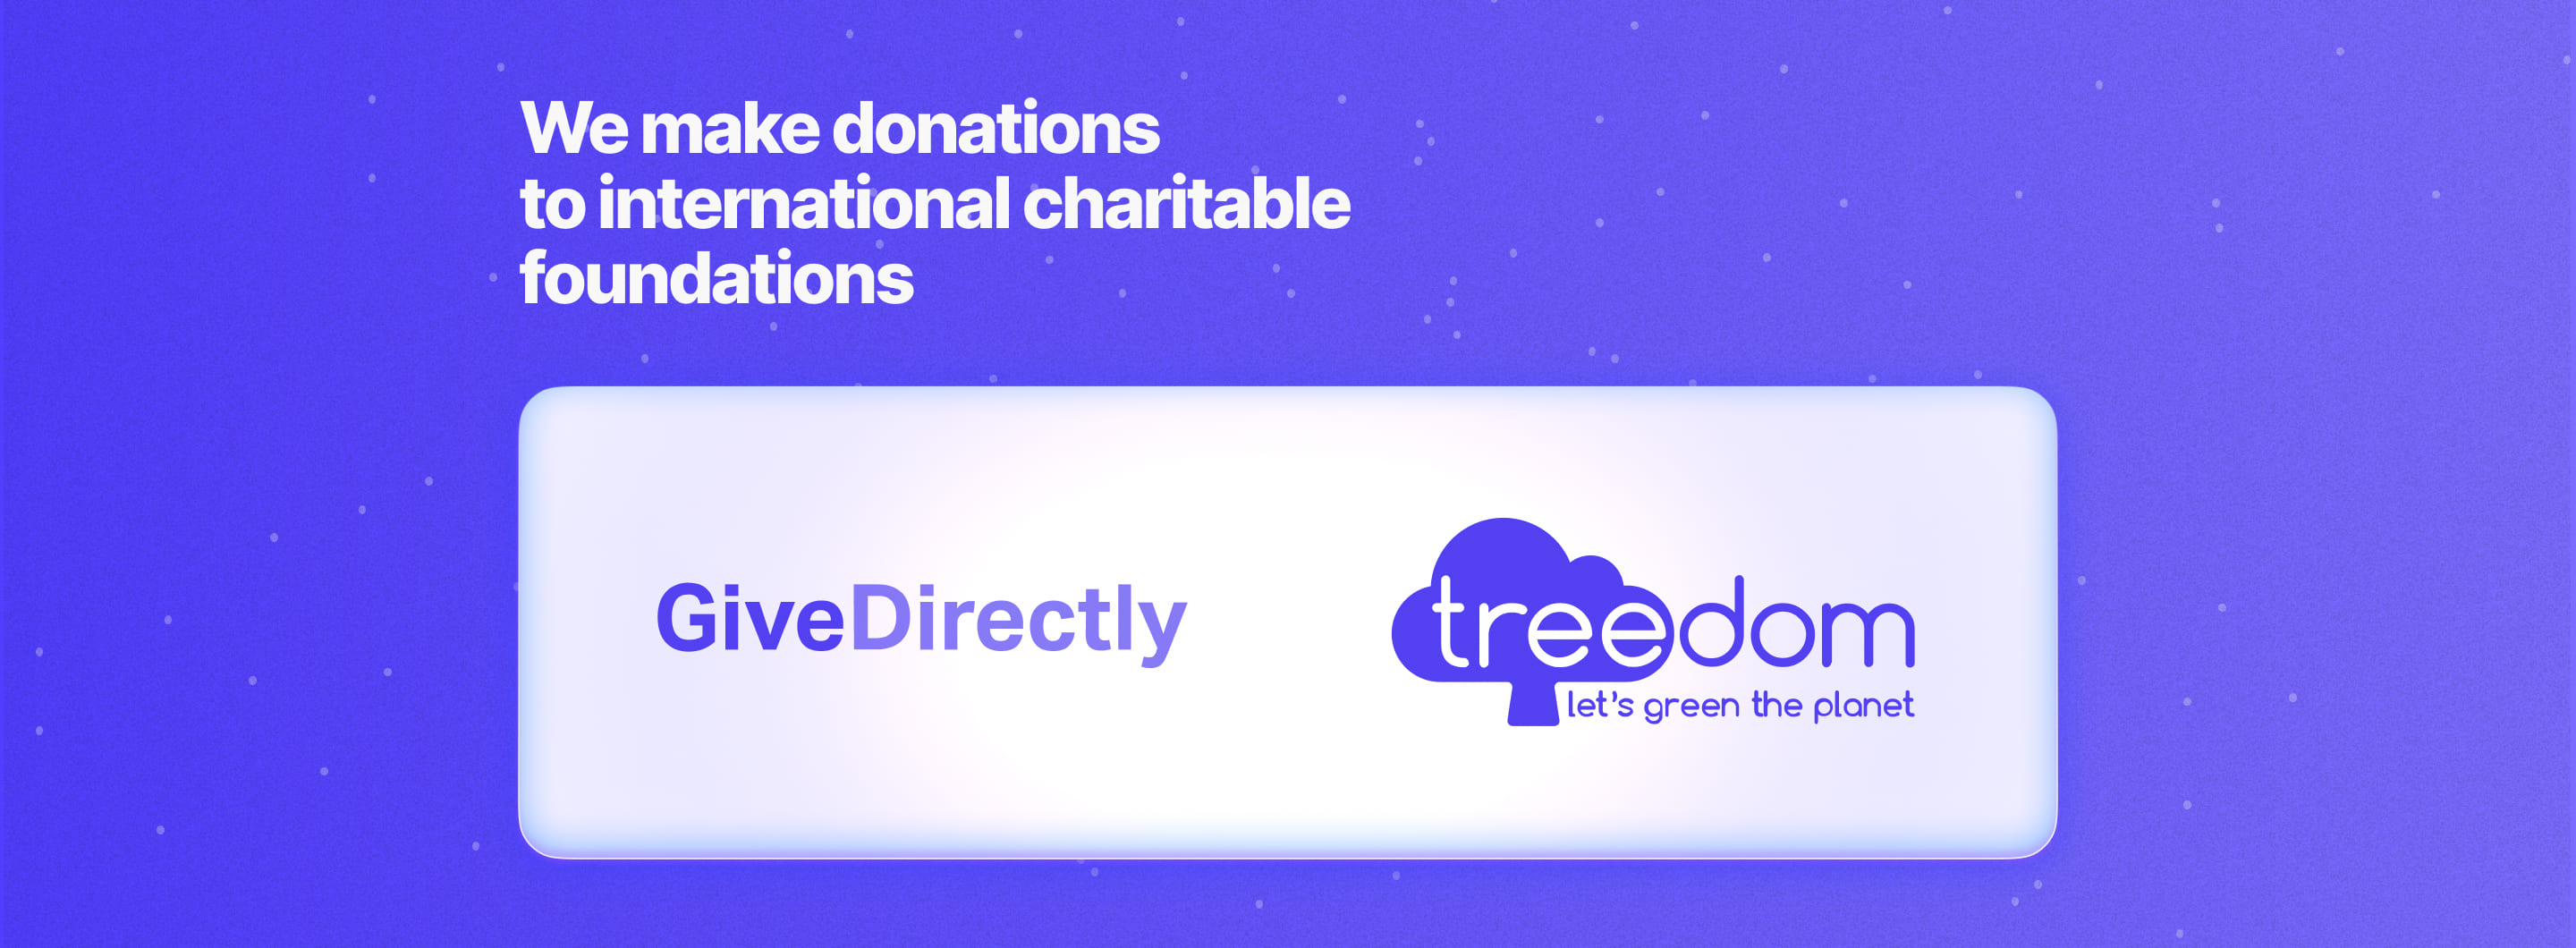 We make donations
to international charitable
foundations
GiveDirectly
treedom
let's green the planet